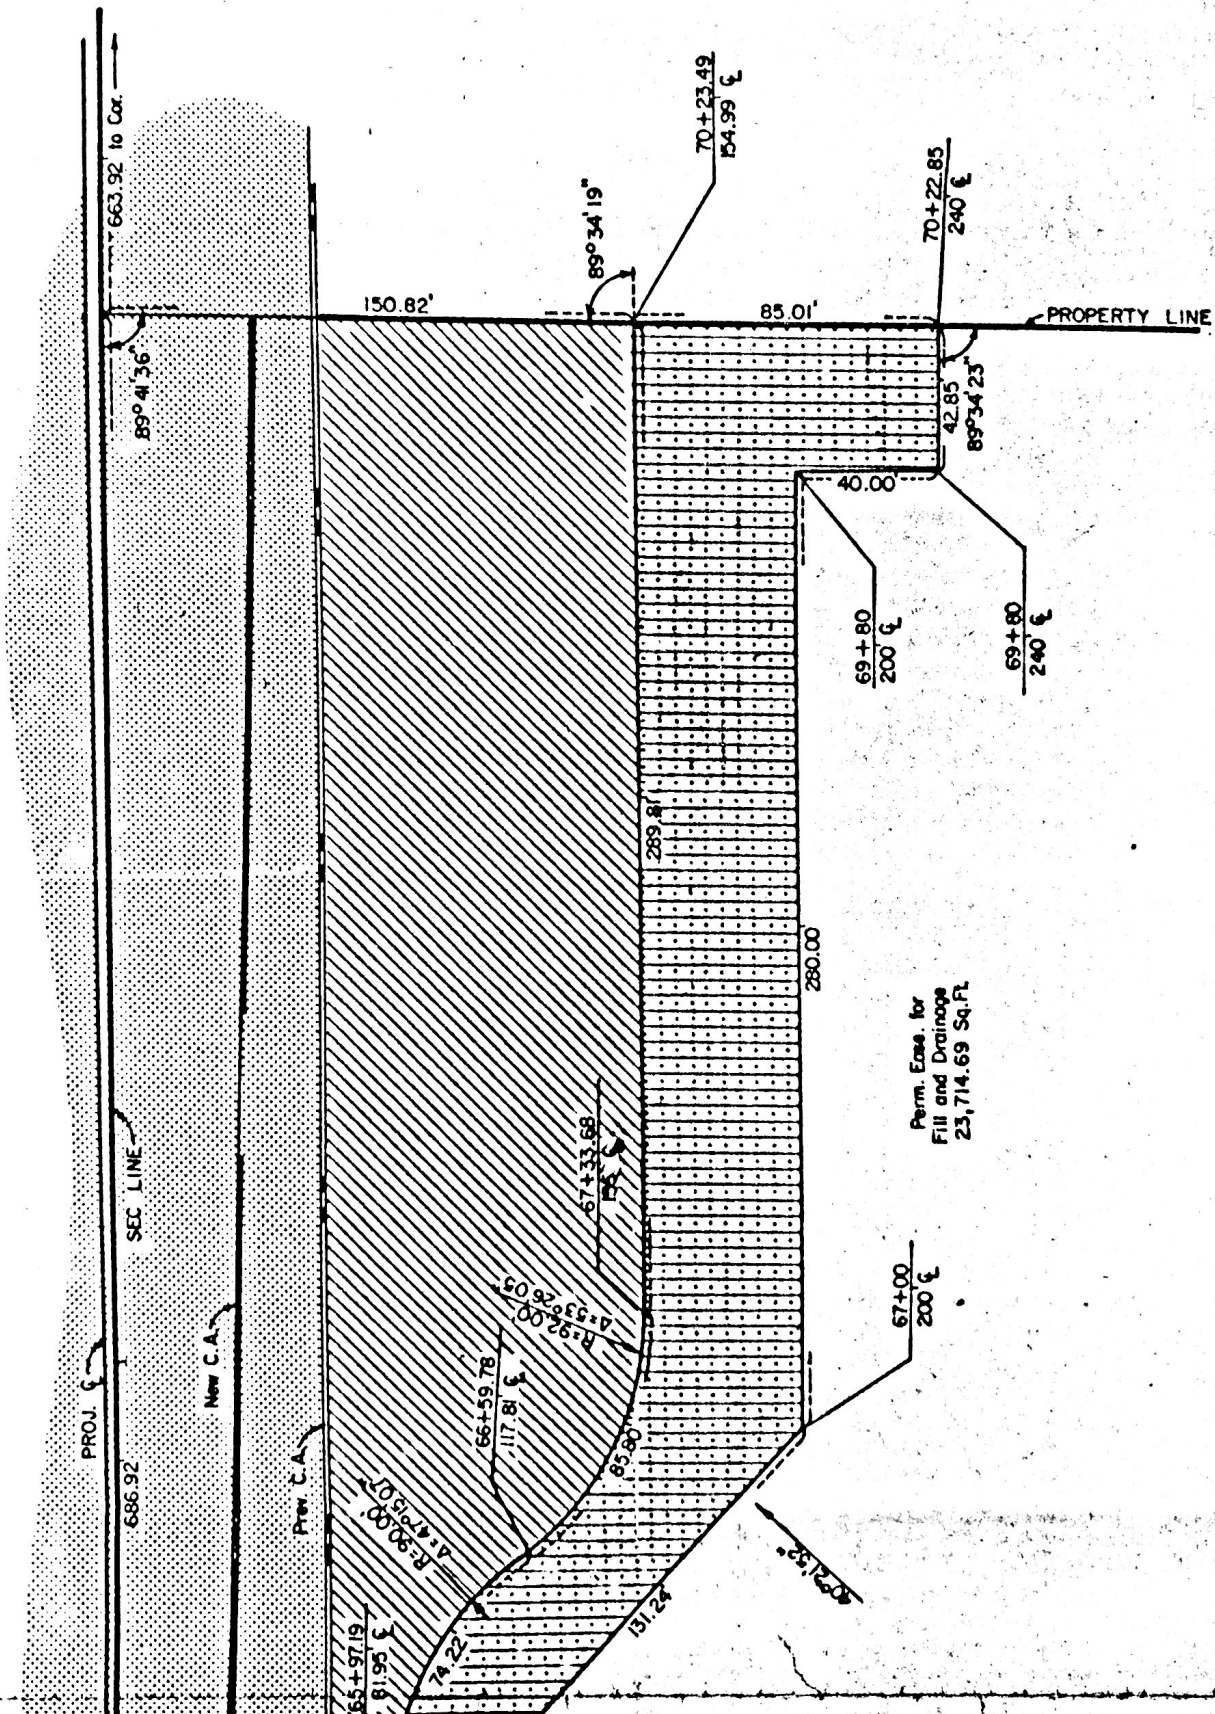 663.92' to Cor.
70+23.49
154.99 ℄
89°34'19"
70+22.85
240' ℄
150.82'
85.01'
PROPERTY LINE
89°41'36"
42.85'
89°34'23"
40.00'
69+80
200' ℄
69+80
240' ℄
289.81'
280.00'
Perm. Ease. for
Fill and Drainage
23,714.69 Sq.Ft.
67+33.68
SEC LINE
R=92.00'
Δ=53°26'05"
67+00
200' ℄
PROJ. ℄
New C.A.
66+59.78
117.81 ℄
686.92'
Prev. C.A.
85.80'
R=90.00'
Δ=47°15'07"
40°21'52"
131.24'
74.22'
65+97.19
81.95' ℄